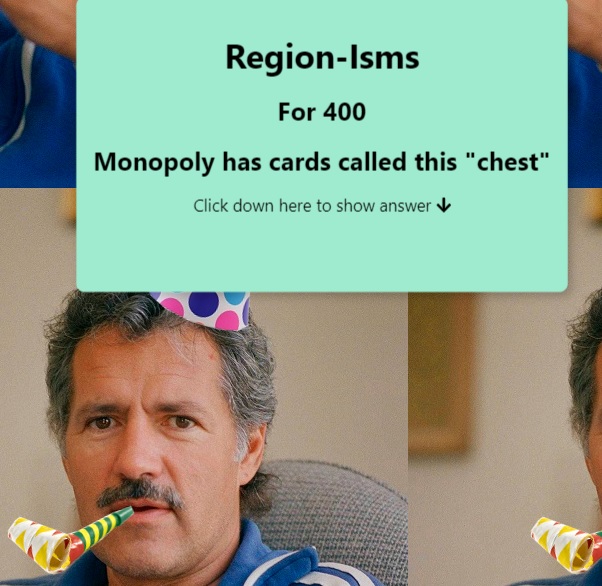 Region-Isms
For 400
Monopoly has cards called this "chest"
Click down here to show answer